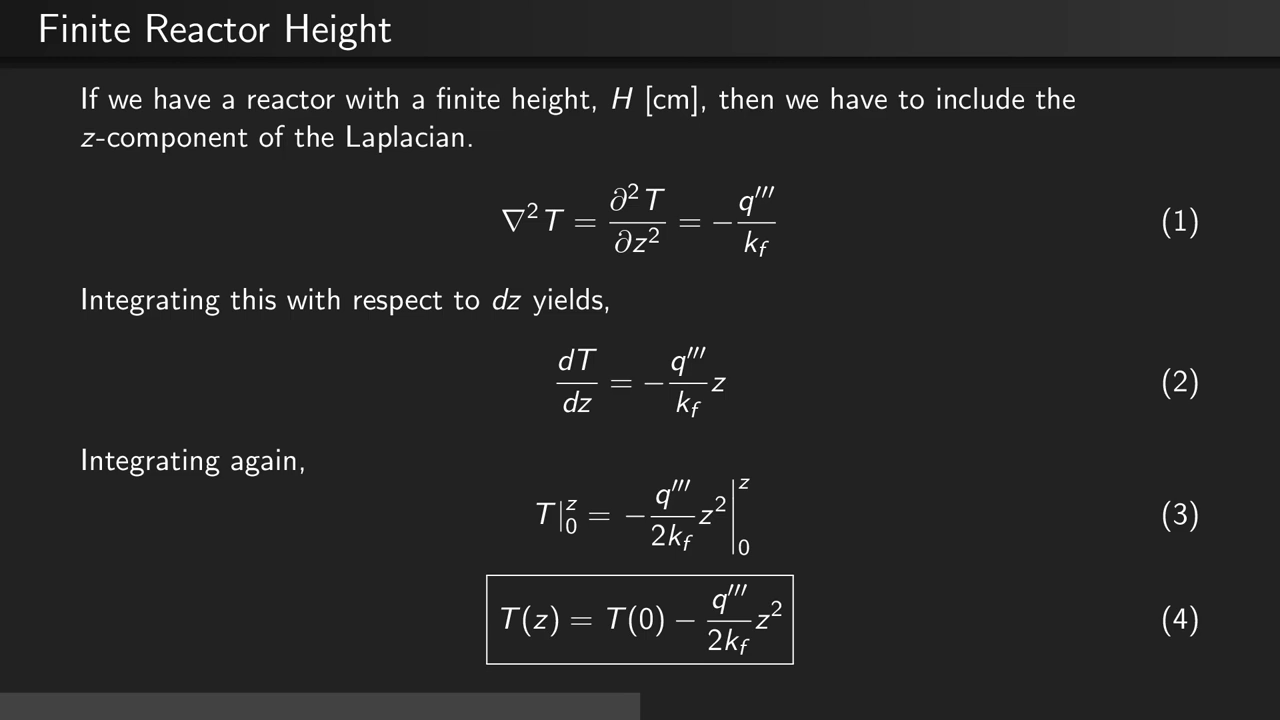 Finite Reactor Height
If we have a reactor with a finite height, H [cm], then we have to include the
z-component of the Laplacian.
∇²T = ∂²T/∂z² = −q‴/k_f (1)
Integrating this with respect to dz yields,
dT/dz = −q‴/k_f z (2)
Integrating again,
T|₀ᶻ = −q‴/2k_f z²|₀ᶻ (3)
T(z) = T(0) − q‴/2k_f z² (4)